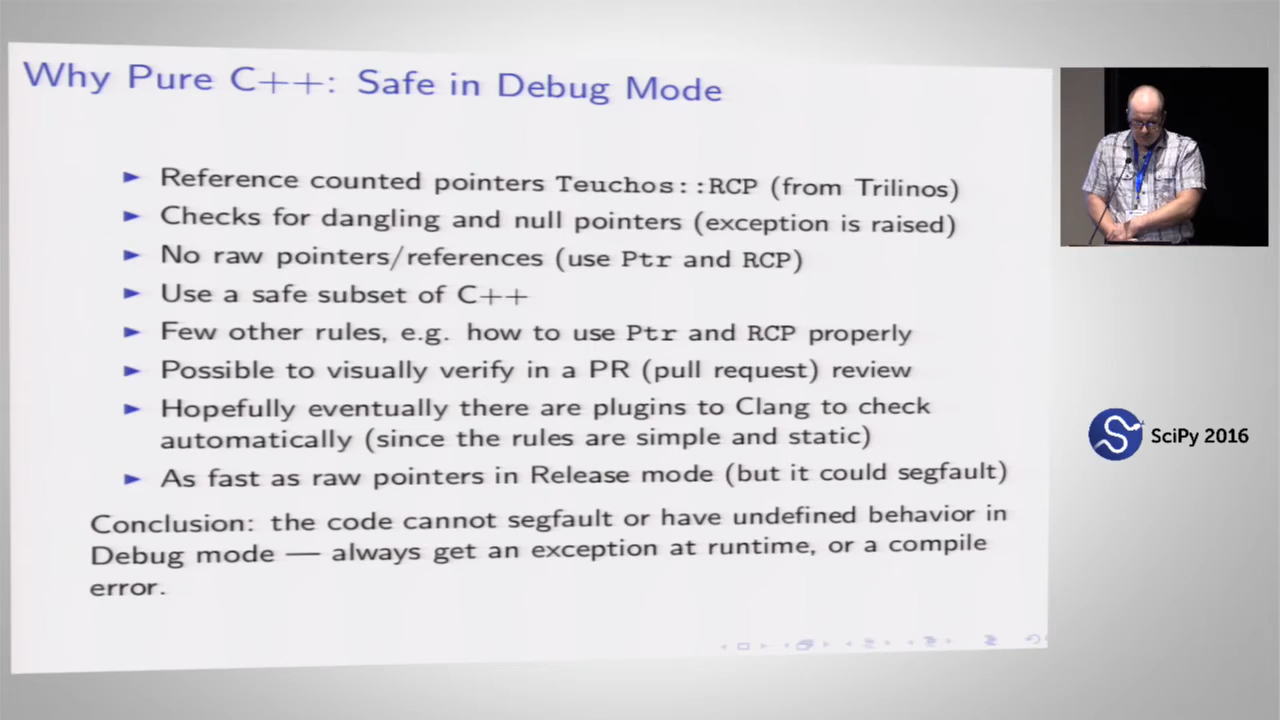 Why Pure C++: Safe in Debug Mode
Reference counted pointers Teuchos::RCP (from Trilinos)
Checks for dangling and null pointers (exception is raised)
No raw pointers/references (use Ptr and RCP)
Use a safe subset of C++
Few other rules, e.g. how to use Ptr and RCP properly
Possible to visually verify in a PR (pull request) review
Hopefully eventually there are plugins to Clang to check
automatically (since the rules are simple and static)
As fast as raw pointers in Release mode (but it could segfault)
Conclusion: the code cannot segfault or have undefined behavior in
Debug mode — always get an exception at runtime, or a compile
error.
SciPy 2016